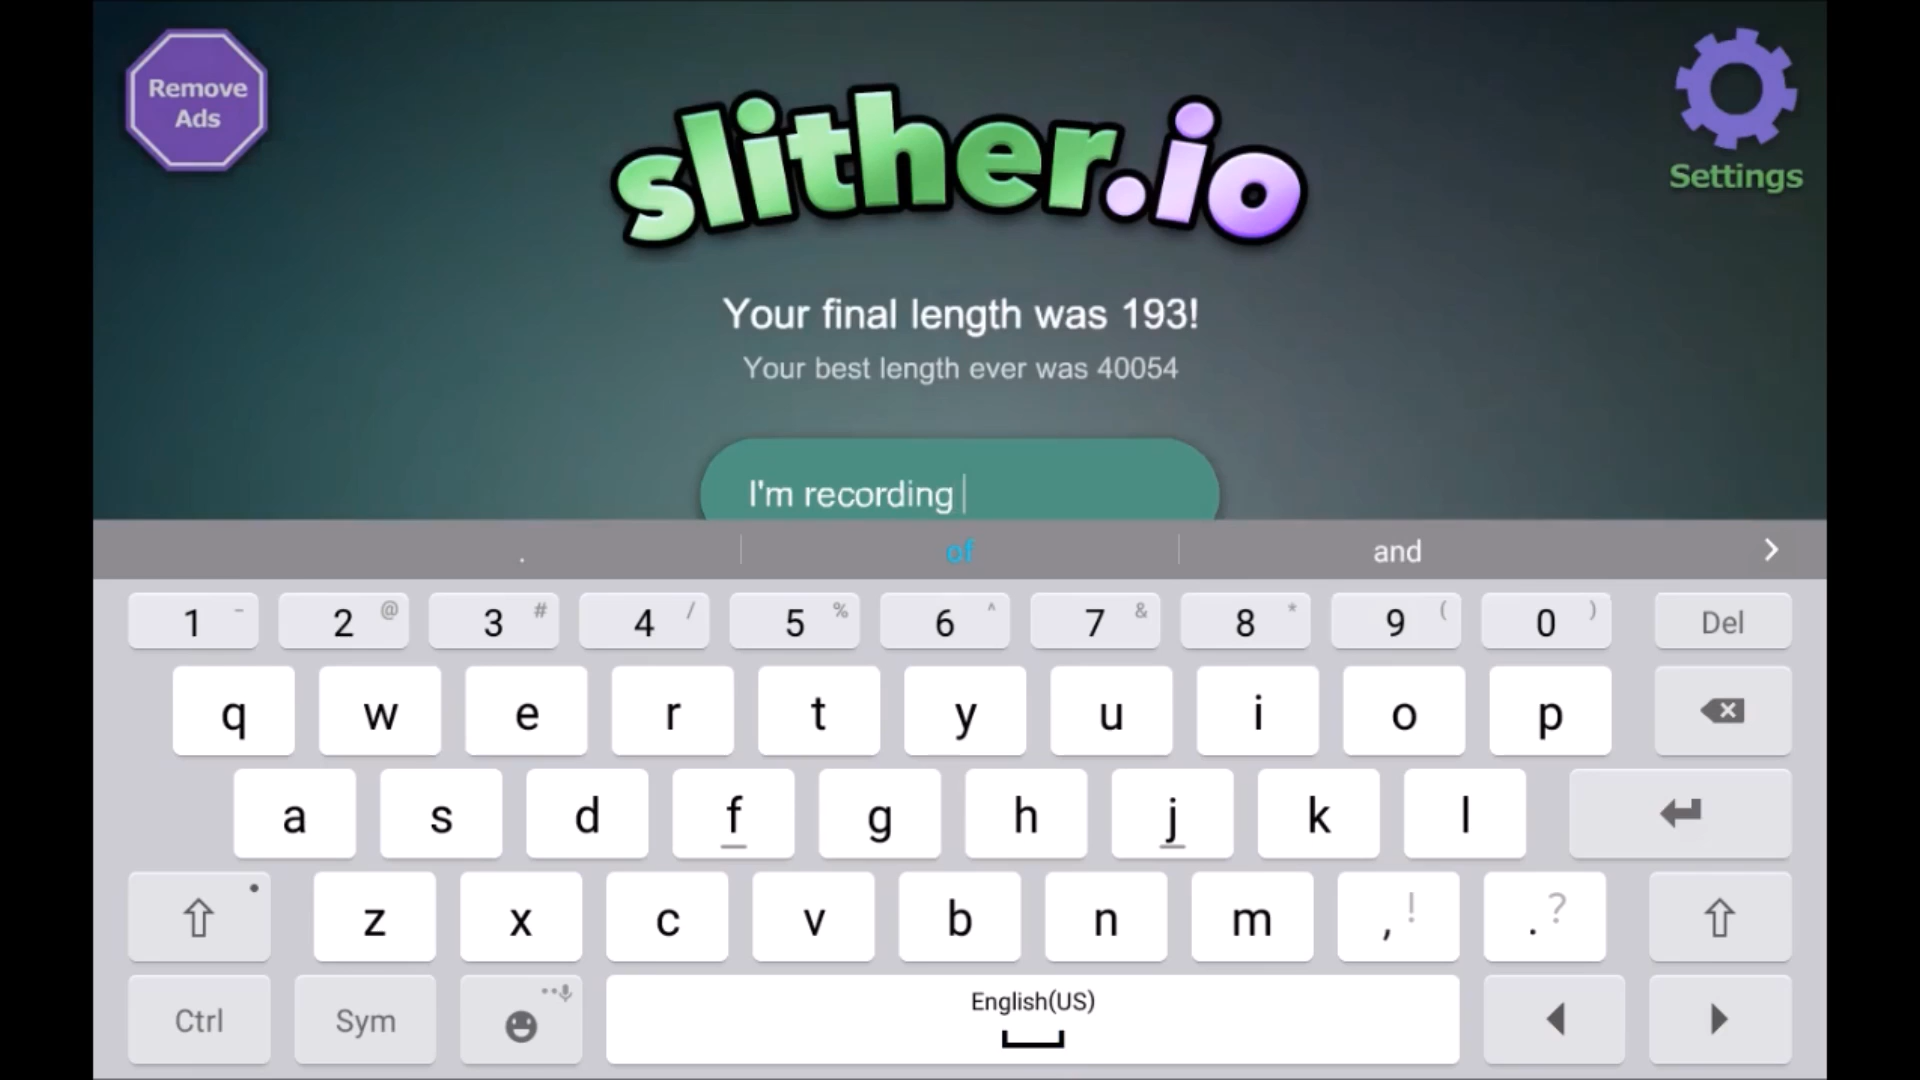 Remove
Ads
slither.io
Settings
Your final length was 193!
Your best length ever was 40054
I'm recording
. of and
1 - 2 @ 3 # 4 / 5 % 6 ^ 7 & 8 * 9 ( 0 ) Del
q w e r t y u i o p
a s d f g h j k l
z x c v b n m , ! . ?
Ctrl Sym English(US)